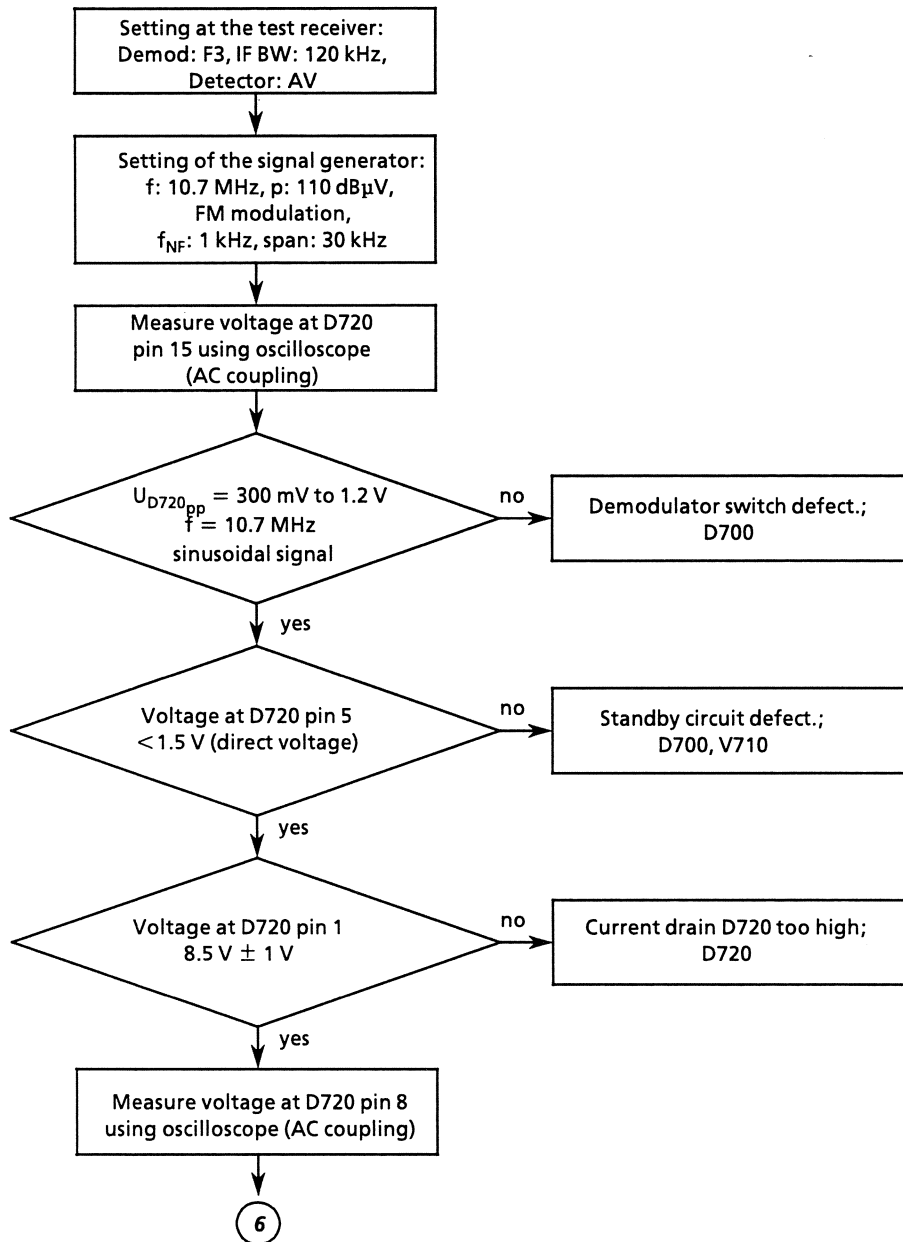 Setting at the test receiver:
Demod: F3, IF BW: 120 kHz,
Detector: AV
Setting of the signal generator:
f: 10.7 MHz, p: 110 dBµV,
FM modulation,
fNF: 1 kHz, span: 30 kHz
Measure voltage at D720
pin 15 using oscilloscope
(AC coupling)
UD720pp = 300 mV to 1.2 V
f = 10.7 MHz
sinusoidal signal
no
Demodulator switch defect.;
D700
yes
Voltage at D720 pin 5
<1.5 V (direct voltage)
no
Standby circuit defect.;
D700, V710
yes
Voltage at D720 pin 1
8.5 V ± 1 V
no
Current drain D720 too high;
D720
yes
Measure voltage at D720 pin 8
using oscilloscope (AC coupling)
6